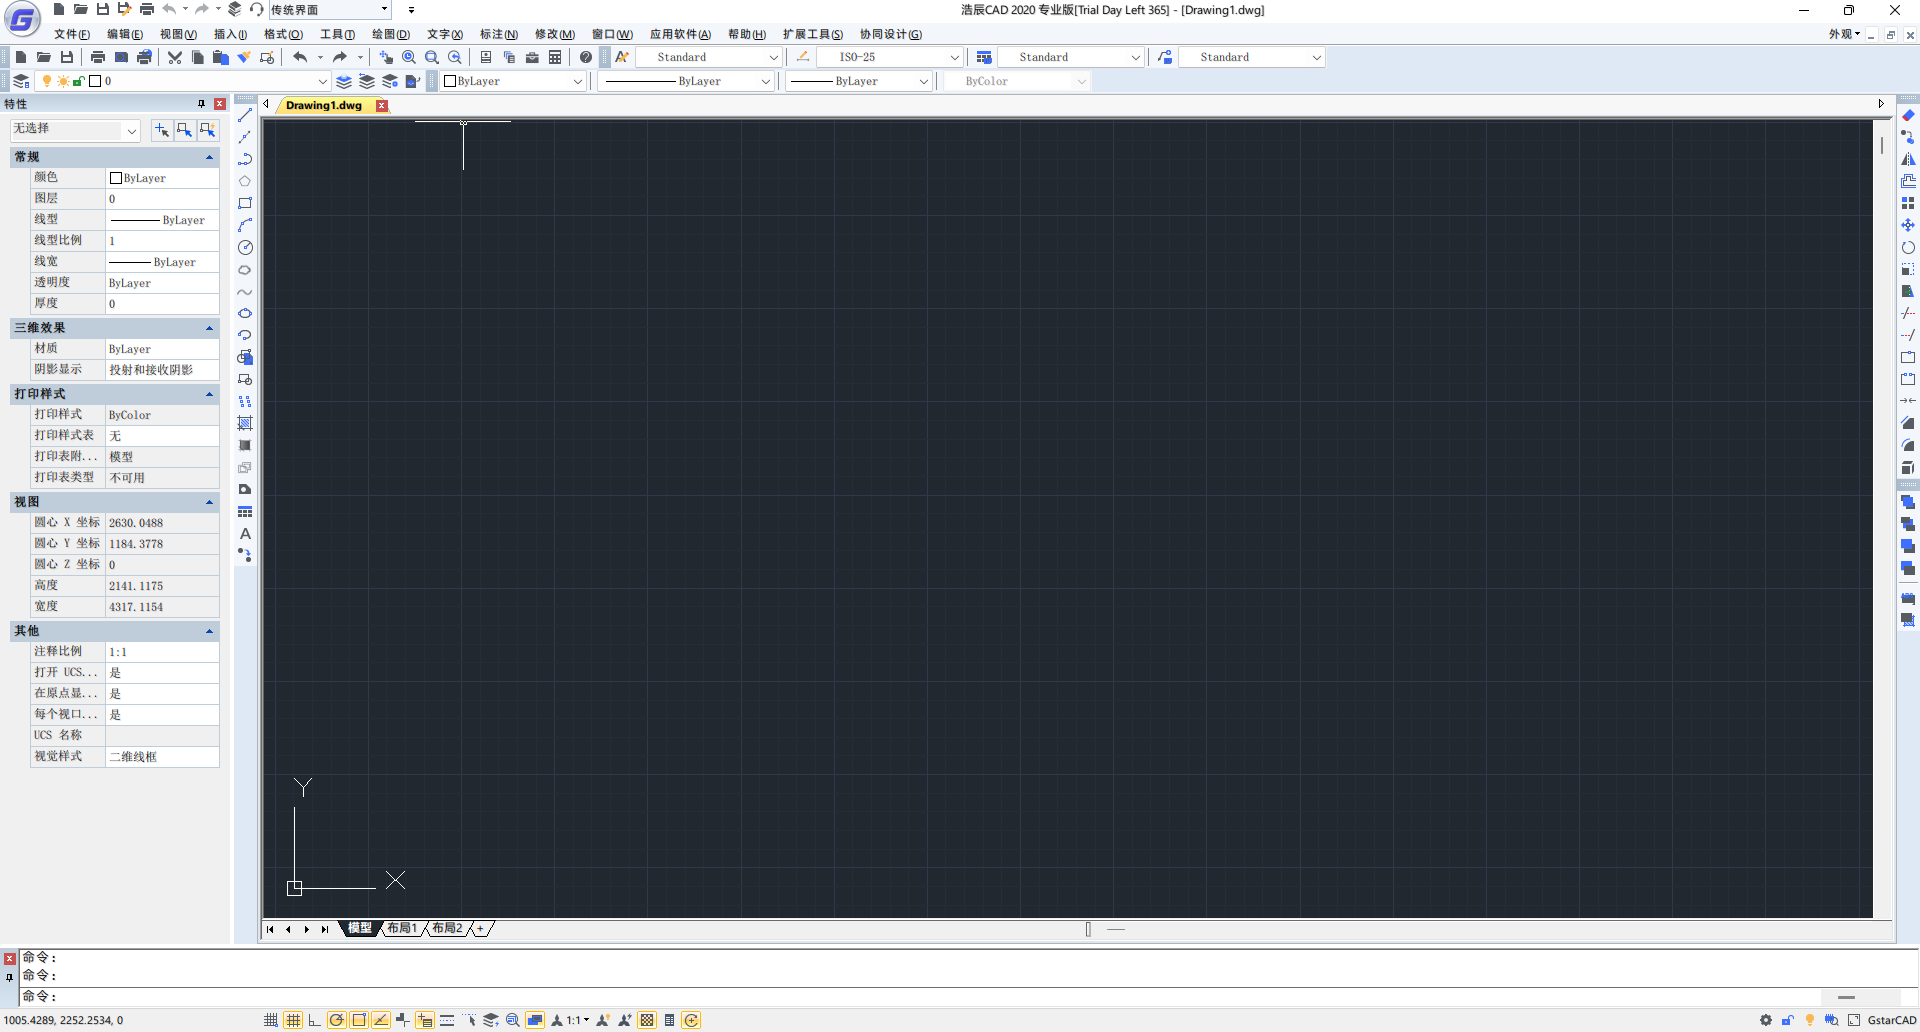 传统界面
浩辰CAD 2020 专业版[Trial Day Left 365] - [Drawing1.dwg]
文件(F) 编辑(E) 视图(V) 插入(I) 格式(O) 工具(T) 绘图(D) 文字(X) 标注(N) 修改(M) 窗口(W) 应用软件(A) 帮助(H) 扩展工具(S) 协同设计(G) 外观
Standard ISO-25 Standard Standard
0 ByLayer ByLayer ByLayer ByColor
特性
Drawing1.dwg
无选择
常规
颜色 ByLayer
图层 0
线型 ByLayer
线型比例 1
线宽 ByLayer
透明度 ByLayer
厚度 0
三维效果
材质 ByLayer
阴影显示 投射和接收阴影
打印样式
打印样式 ByColor
打印样式表 无
打印表附... 模型
打印表类型 不可用
视图
圆心 X 坐标 2630.0488
圆心 Y 坐标 1184.3778
圆心 Z 坐标 0
高度 2141.1175
宽度 4317.1154
其他
注释比例 1:1
打开 UCS... 是
在原点显... 是
每个视口... 是
UCS 名称
视觉样式 二维线框
Y
X
模型 布局1 布局2 +
命令:
命令:
命令:
1005.4289, 2252.2534, 0
1:1
GstarCAD